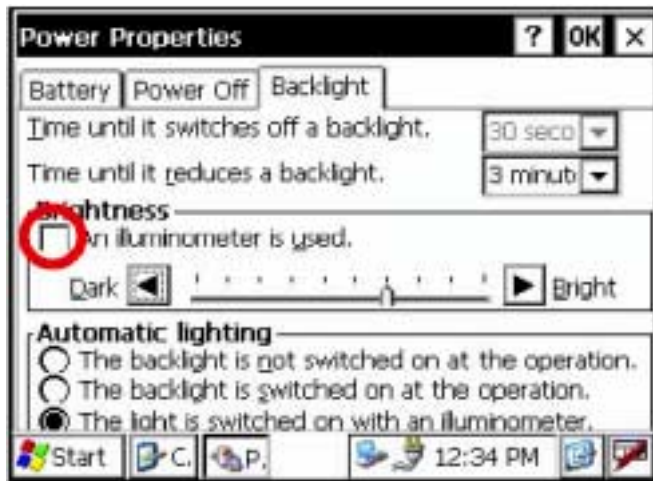 Power Properties ? OK ×
Battery Power Off Backlight
Time until it switches off a backlight. 30 seco
Time until it reduces a backlight. 3 minut
Brightness
An illuminometer is used.
Dark Bright
Automatic lighting
The backlight is not switched on at the operation.
The backlight is switched on at the operation.
The light is switched on with an illuminometer.
Start C. P. 12:34 PM